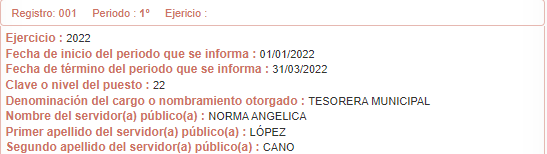 Registro: 001 Periodo : 1º Ejericio :
Ejercicio : 2022
Fecha de inicio del periodo que se informa : 01/01/2022
Fecha de término del periodo que se informa : 31/03/2022
Clave o nivel del puesto : 22
Denominación del cargo o nombramiento otorgado : TESORERA MUNICIPAL
Nombre del servidor(a) público(a) : NORMA ANGELICA
Primer apellido del servidor(a) público(a) : LÓPEZ
Segundo apellido del servidor(a) público(a) : CANO